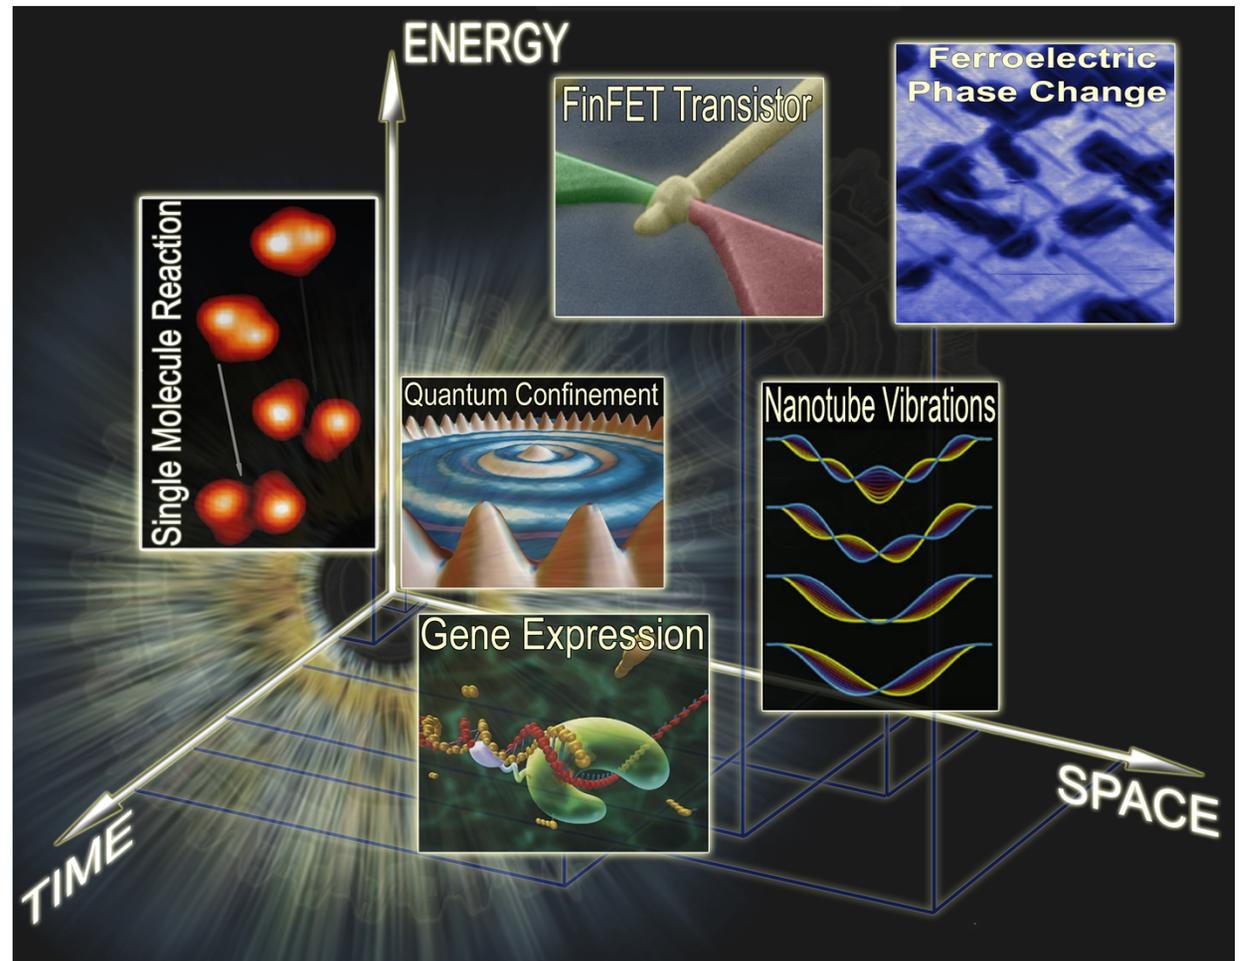 ENERGY
FinFET Transistor
Ferroelectric
Phase Change
Single Molecule Reaction
Quantum Confinement
Nanotube Vibrations
Gene Expression
SPACE
TIME